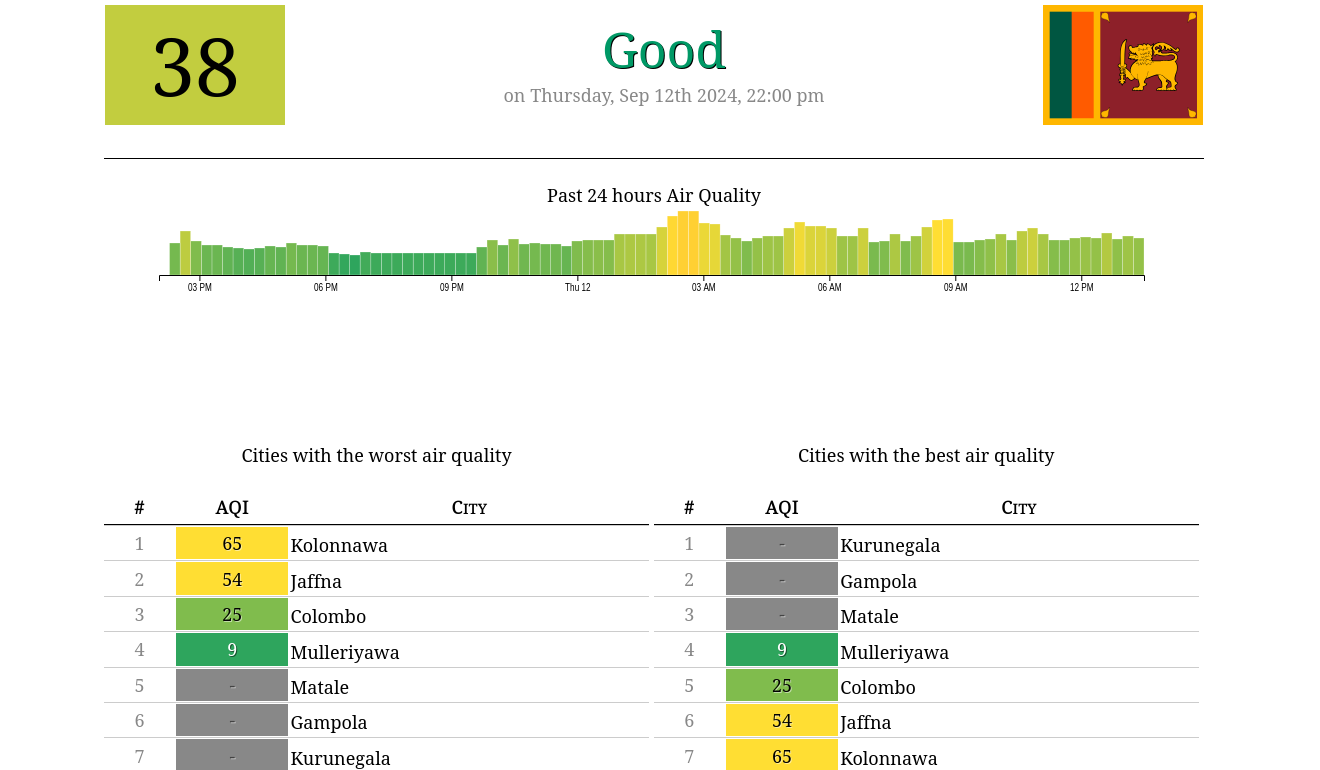 38
Good
on Thursday, Sep 12th 2024, 22:00 pm
Past 24 hours Air Quality
03 PM 06 PM 09 PM Thu 12 03 AM 06 AM 09 AM 12 PM
Cities with the worst air quality
# AQI City
1 65 Kolonnawa
2 54 Jaffna
3 25 Colombo
4 9 Mulleriyawa
5 - Matale
6 - Gampola
7 - Kurunegala
Cities with the best air quality
# AQI City
1 - Kurunegala
2 - Gampola
3 - Matale
4 9 Mulleriyawa
5 25 Colombo
6 54 Jaffna
7 65 Kolonnawa